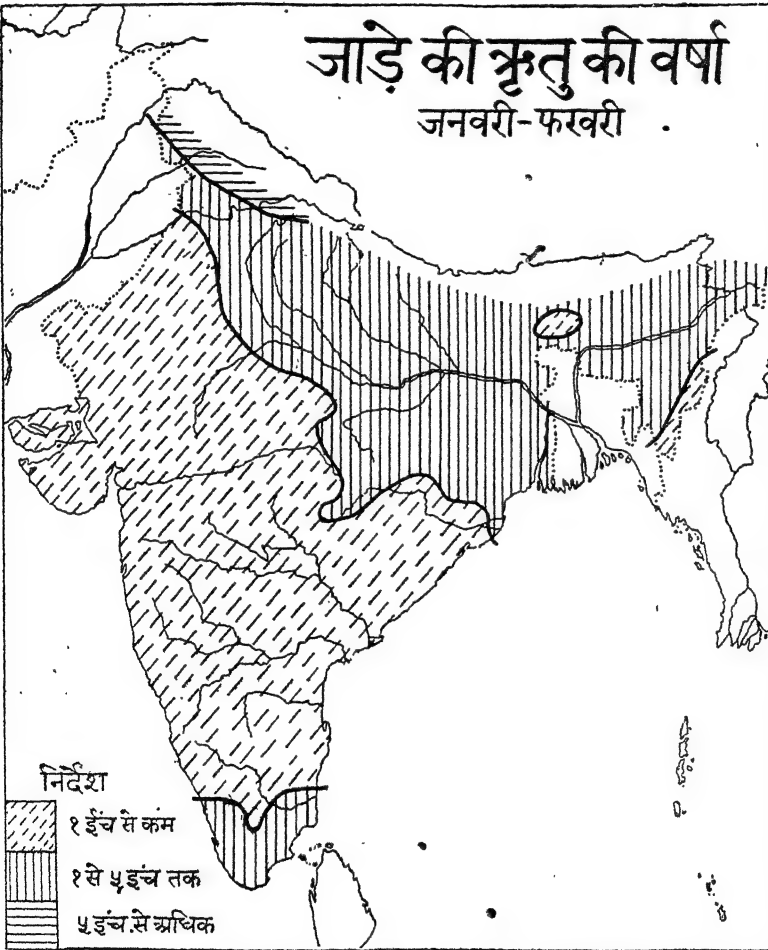 जाड़े की ऋतु की वर्षा
जनवरी-फरवरी
निर्देश
१ ईंच से कम
१ से ५ इंच तक
५ इंच से अधिक